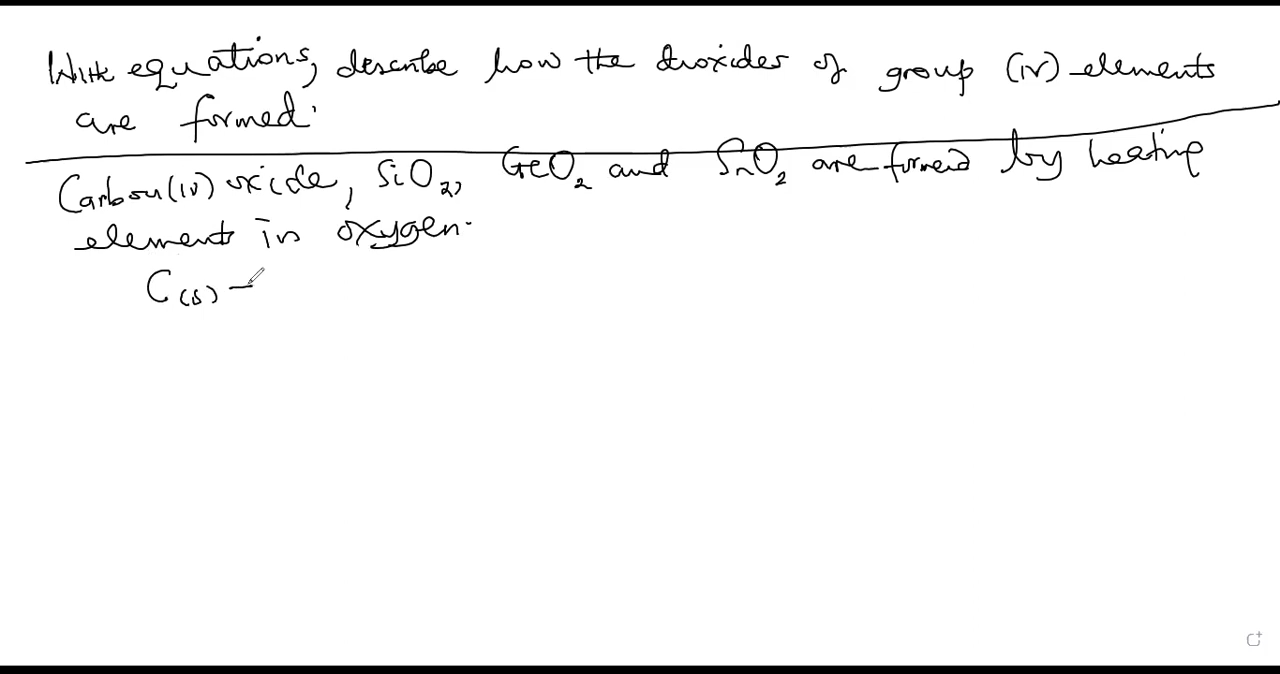 With equations, describe how the dioxides of group (iv) elements
are formed.
Carbon(iv) oxide, SiO2, GeO2 and SnO2 are formed by heating
elements in oxygen.
C(s) -